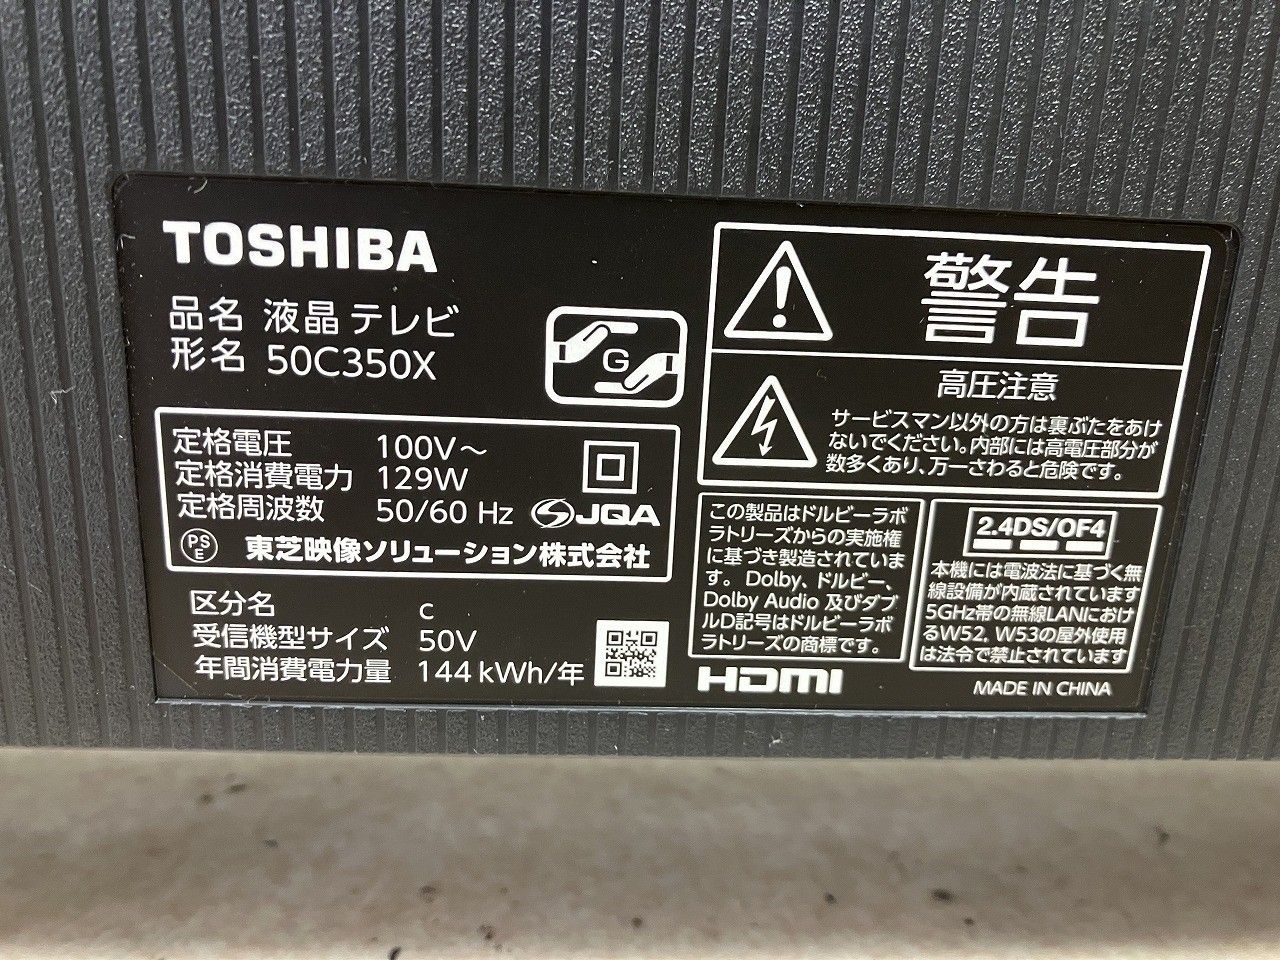 TOSHIBA
品名 液晶 テレビ
形名 50C350X
G
定格電圧 100V～
定格消費電力 129W
定格周波数 50/60 Hz
JQA
PS
E
東芝映像ソリューション株式会社
区分名 c
受信機型サイズ 50V
年間消費電力量 144kWh/年
警告
高圧注意
サービスマン以外の方は裏ぶたをあけ
ないでください。内部には高電圧部分が
数多くあり、万一さわると危険です。
この製品はドルビーラボ
ラトリーズからの実施権
に基づき製造されていま
す。Dolby、ドルビー、
Dolby Audio 及びダブ
ルD記号はドルビーラボ
ラトリーズの商標です。
2.4DS/OF4
本機には電波法に基づく無
線設備が内蔵されています
5GHz帯の無線LANにおけ
るW52、W53の屋外使用
は法令で禁止されています
HDMI
MADE IN CHINA